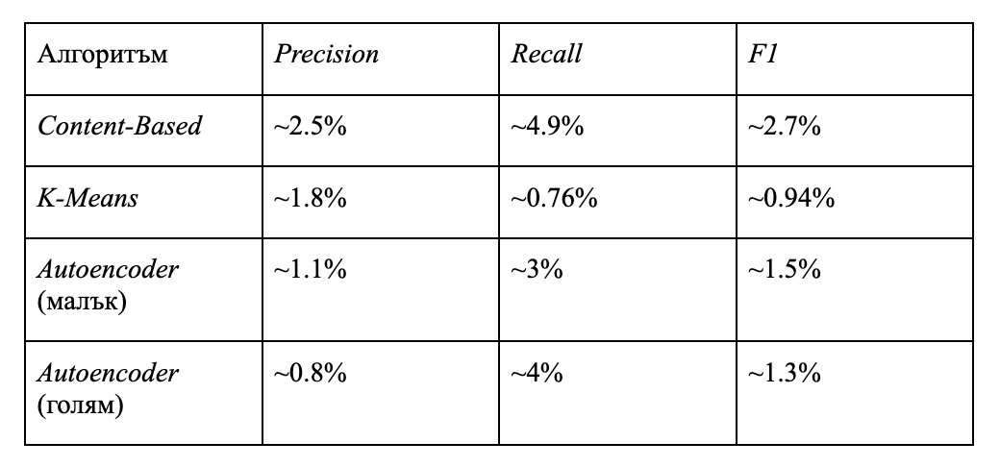 Алгоритъм Precision Recall F1
Content-Based ~2.5% ~4.9% ~2.7%
K-Means ~1.8% ~0.76% ~0.94%
Autoencoder ~1.1% ~3% ~1.5%
(малък)
Autoencoder ~0.8% ~4% ~1.3%
(голям)